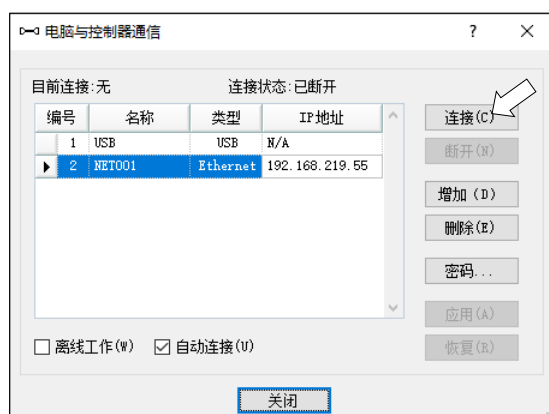 电脑与控制器通信
目前连接:无 连接状态:已断开
编号 名称 类型 IP地址
1 USB USB N/A
2 NET001 Ethernet 192.168.219.55
连接(C)
断开(N)
增加 (D)
删除(E)
密码...
应用(A)
恢复(R)
离线工作(W) 自动连接(U)
关闭